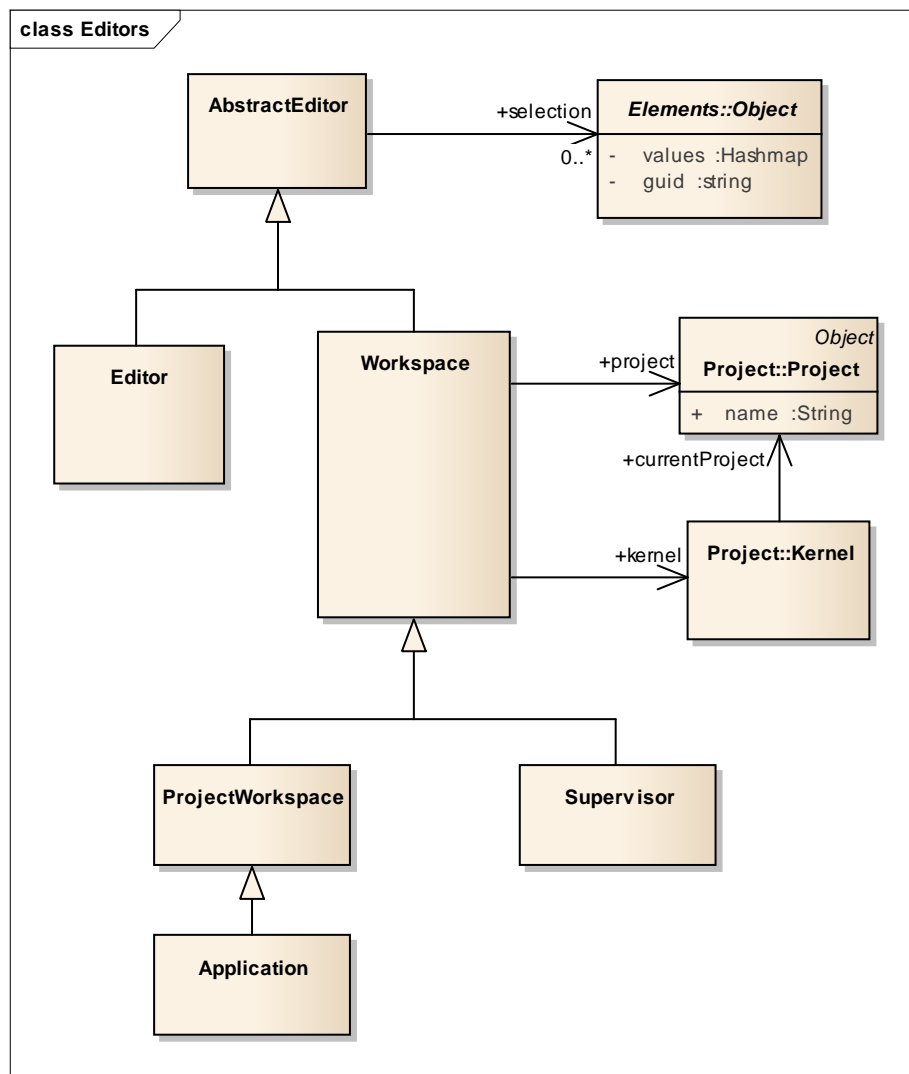 class Editors
AbstractEditor
+selection
0..*
Elements::Object
- values :Hashmap
- guid :string
Editor
Workspace
+project
Object
Project::Project
+ name :String
+currentProject
+kernel
Project::Kernel
ProjectWorkspace
Supervisor
Application